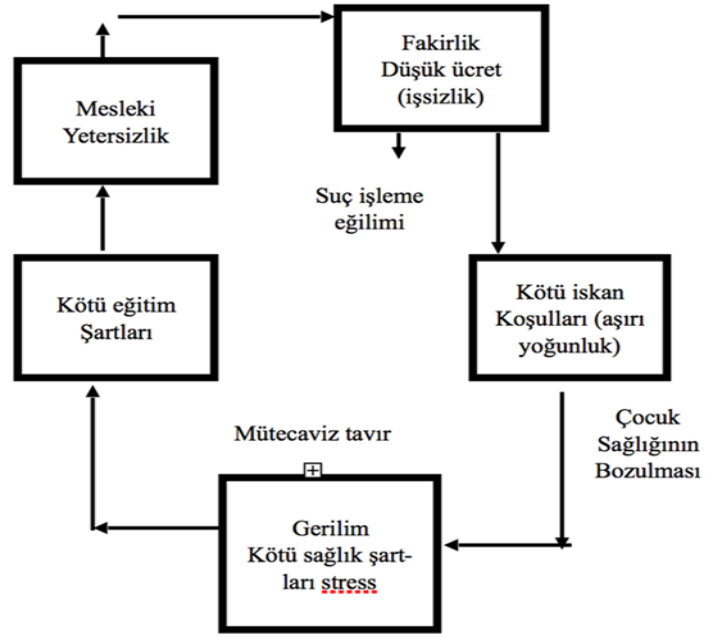 Fakirlik
Düşük ücret
(işsizlik)
Mesleki
Yetersizlik
Suç işleme
eğilimi
Kötü iskan
Koşulları (aşırı
yoğunluk)
Kötü eğitim
Şartları
Çocuk
Sağlığının
Bozulması
Mütecaviz tavır
Gerilim
Kötü sağlık şart-
ları stress